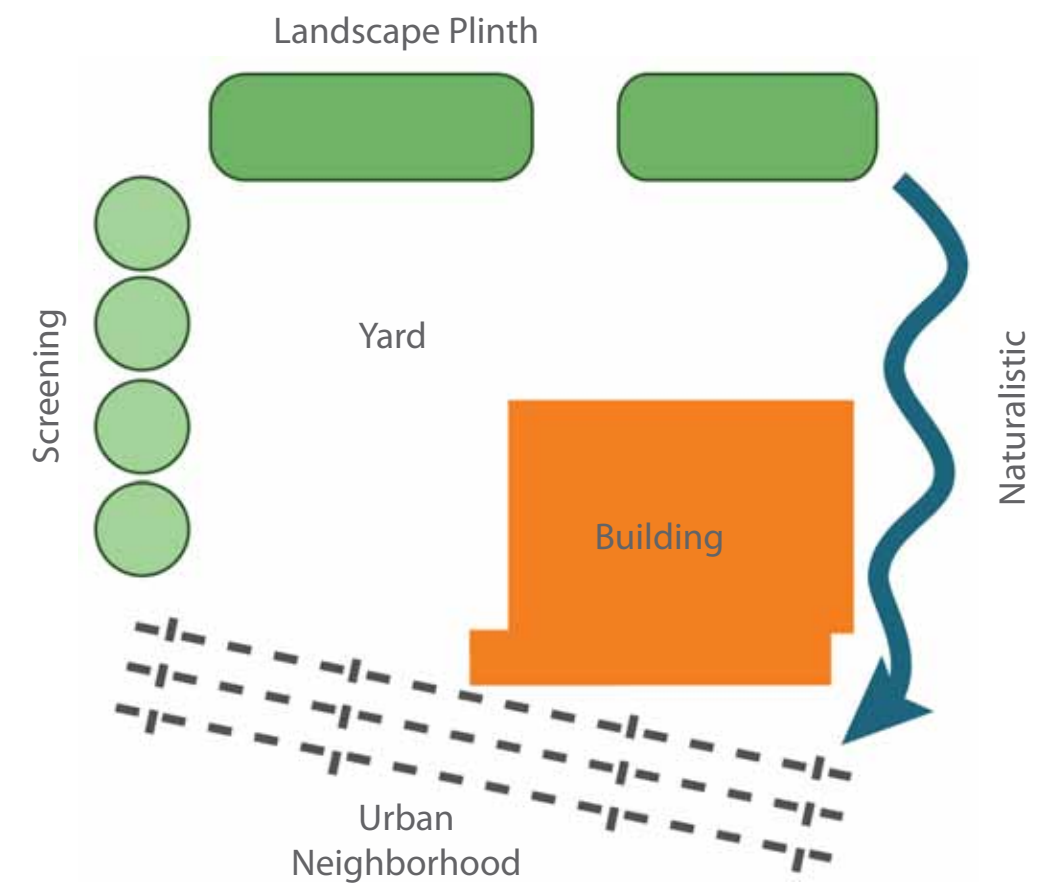 Landscape Plinth
Screening
Yard
Naturalistic
Building
Urban
Neighborhood